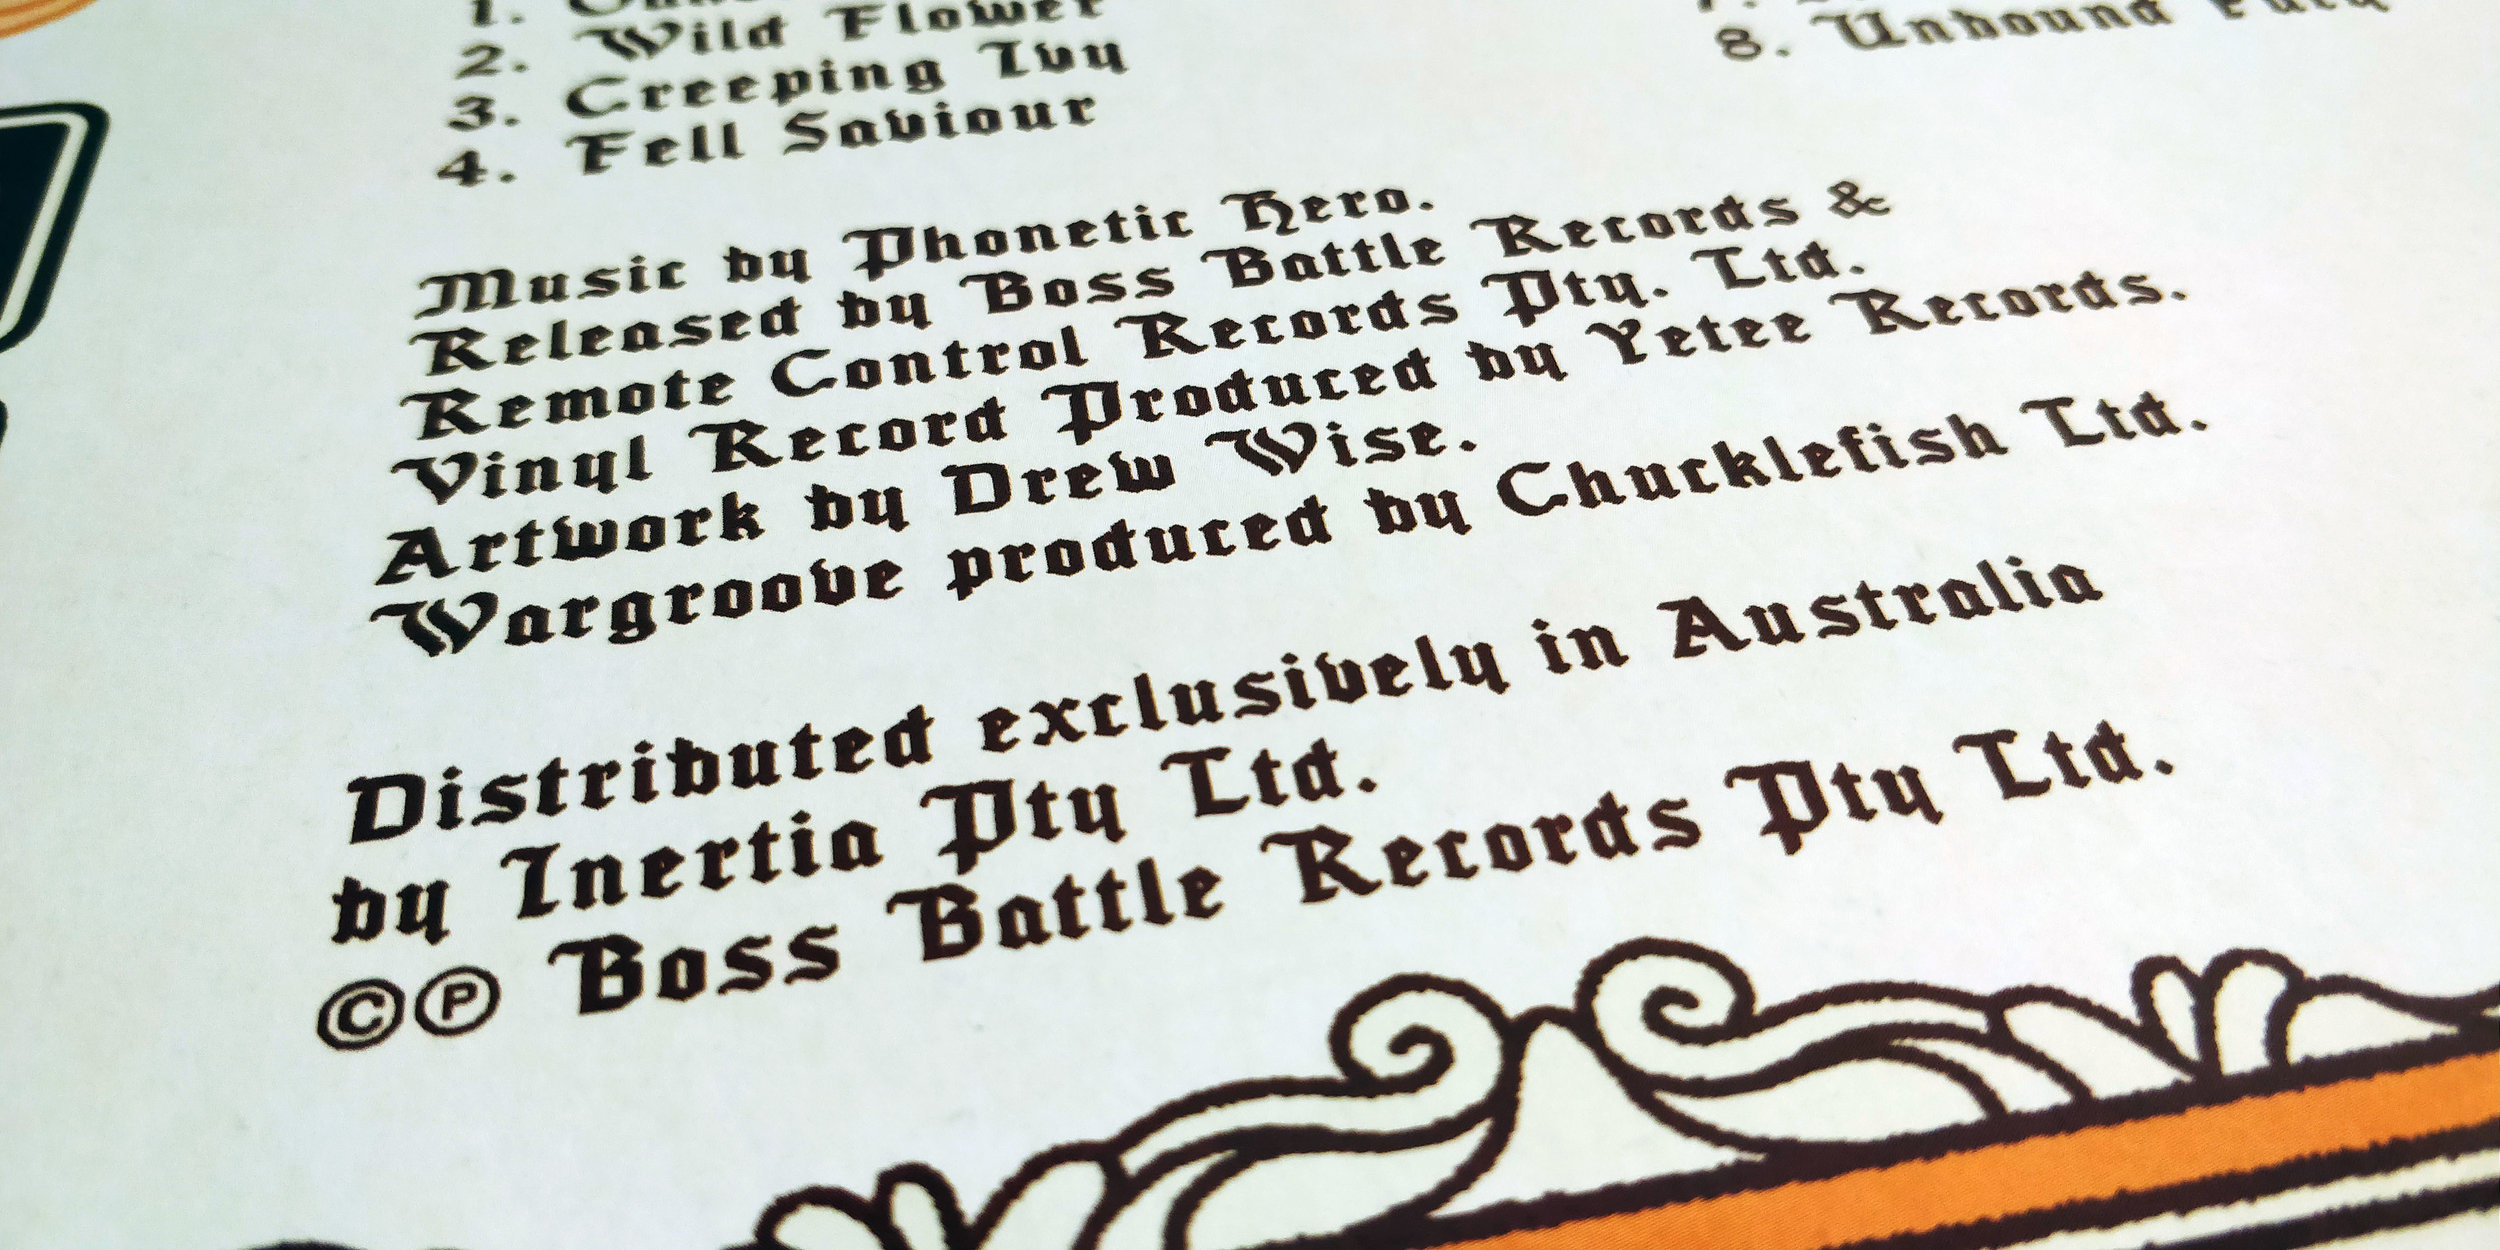 1.
2. Wild Flower
3. Creeping Ivy
4. Fell Saviour
8. Unbound
Music by Phonetic Hero.
Released by Boss Battle Records &
Remote Control Records Pty. Ltd.
Vinyl Record Produced by Yetee Records.
Artwork by Drew Wise.
Wargroove produced by Chucklefish Ltd.
Distributed exclusively in Australia
by Inertia Pty Ltd.
©℗ Boss Battle Records Pty Ltd.